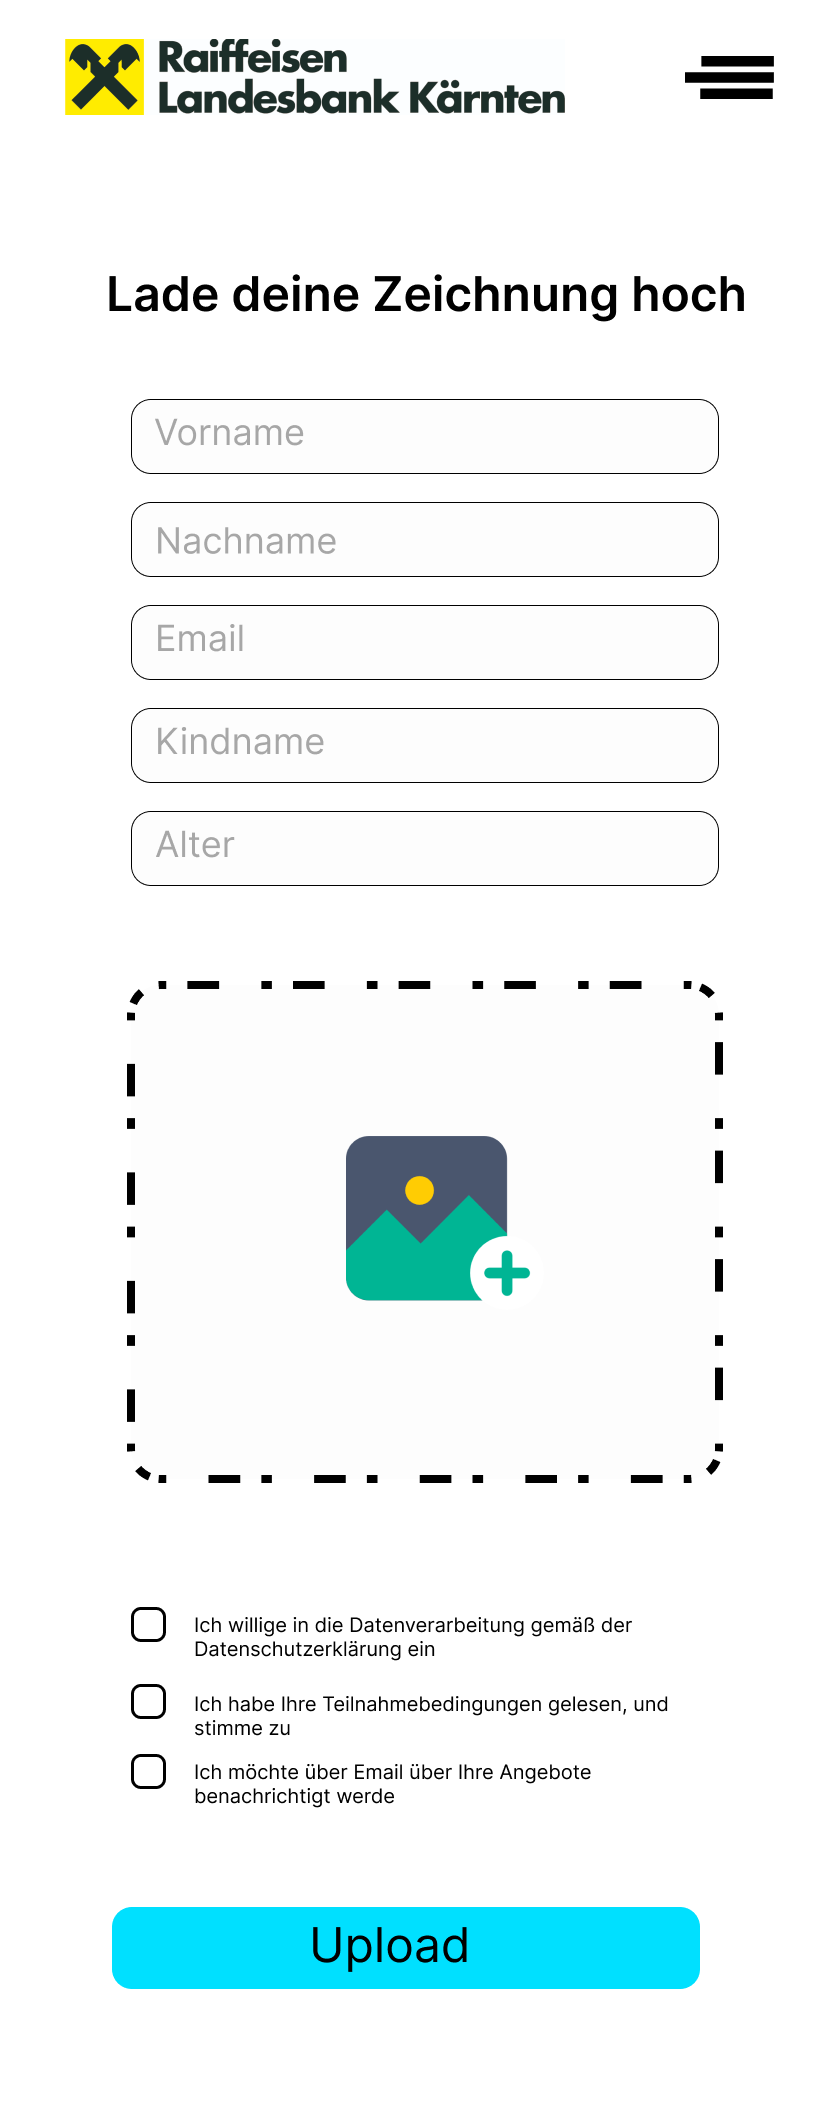 Raiffeisen
Landesbank Kärnten
Lade deine Zeichnung hoch
Vorname
Nachname
Email
Kindname
Alter
Ich willige in die Datenverarbeitung gemäß der
Datenschutzerklärung ein
Ich habe Ihre Teilnahmebedingungen gelesen, und
stimme zu
Ich möchte über Email über Ihre Angebote
benachrichtigt werde
Upload